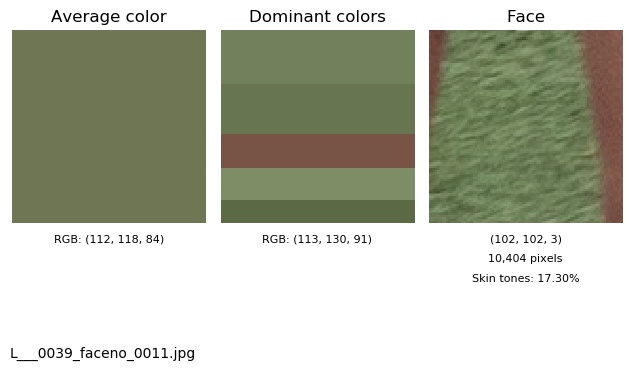 Average color
Dominant colors
Face
RGB: (112, 118, 84)
RGB: (113, 130, 91)
(102, 102, 3)
10,404 pixels
Skin tones: 17.30%
L___0039_faceno_0011.jpg